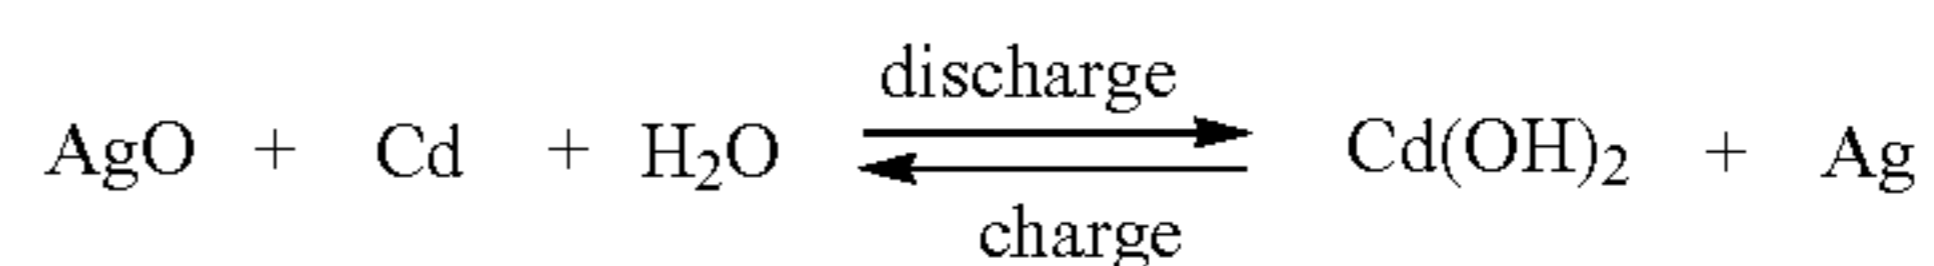 discharge
AgO + Cd + H₂O ⇌ Cd(OH)₂ + Ag
charge